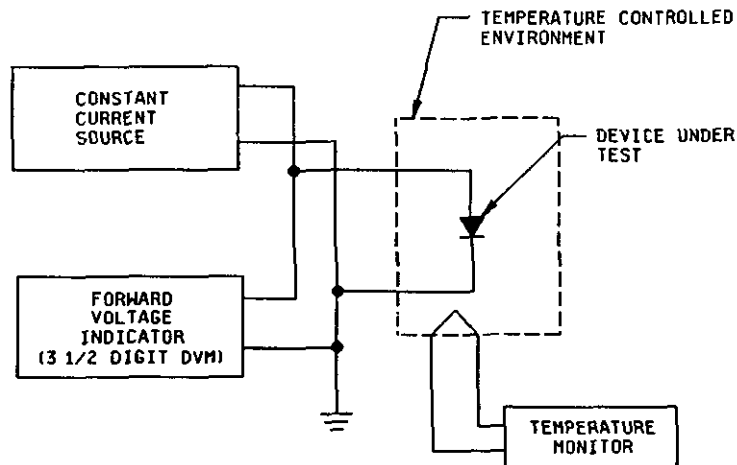 TEMPERATURE CONTROLLED
ENVIRONMENT
CONSTANT
CURRENT
SOURCE
DEVICE UNDER
TEST
FORWARD
VOLTAGE
INDICATOR
(3 1/2 DIGIT DVM)
TEMPERATURE
MONITOR